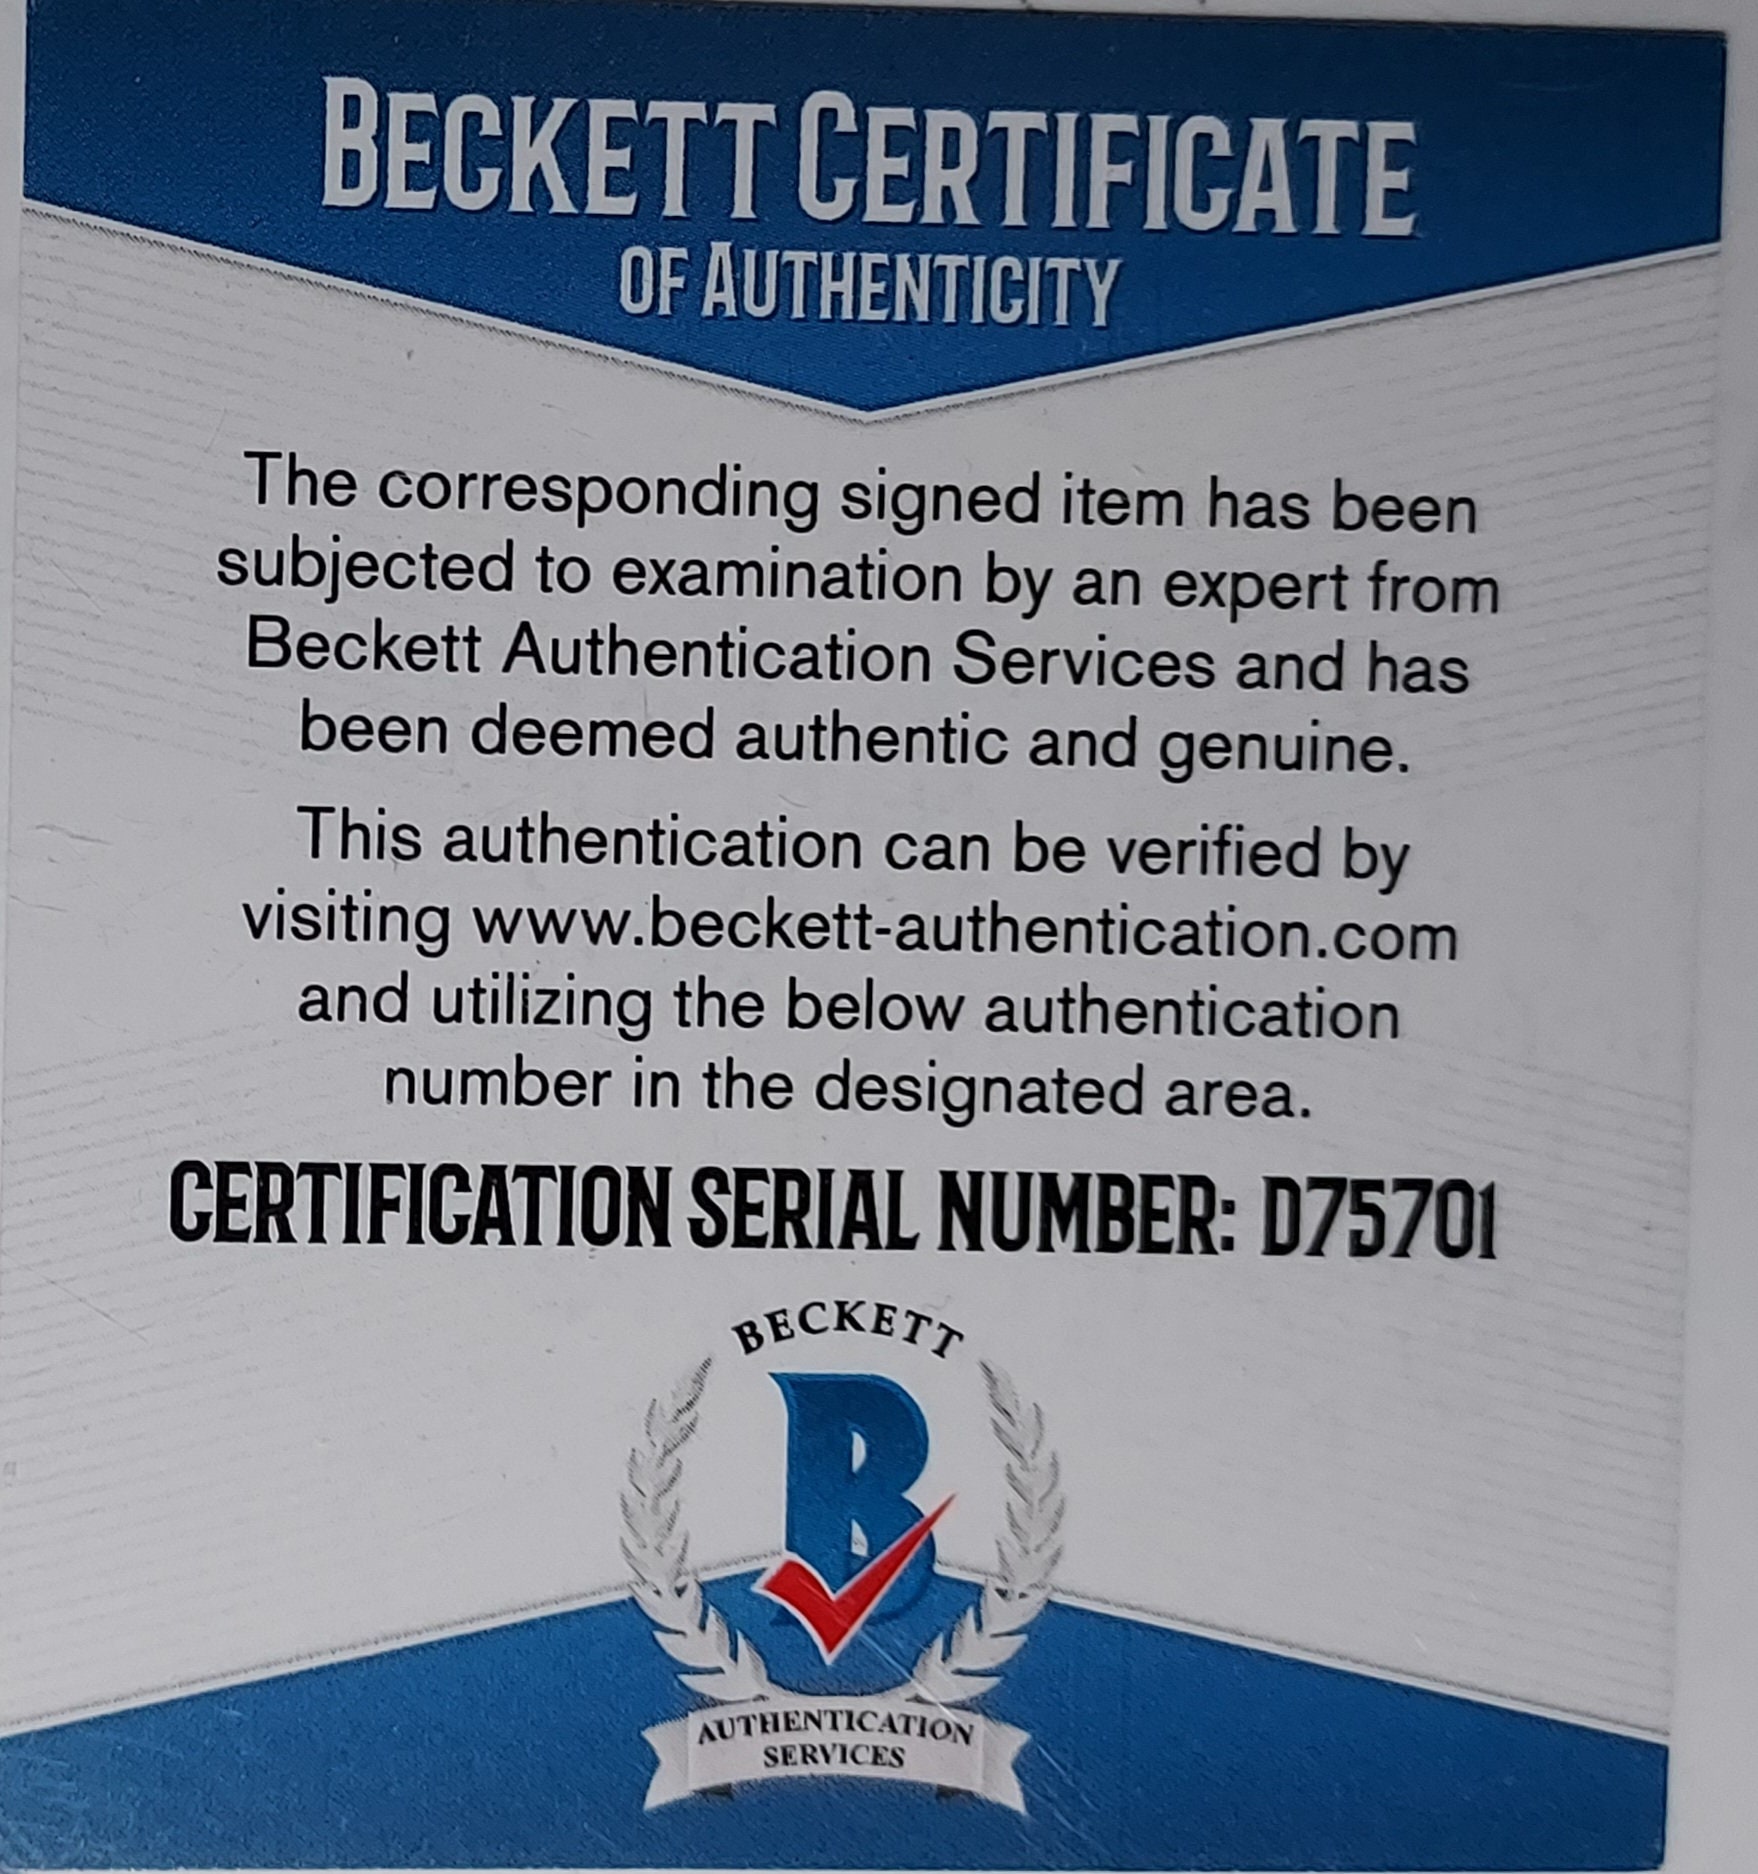 BECKETT CERTIFICATE
OF AUTHENTICITY
The corresponding signed item has been
subjected to examination by an expert from
Beckett Authentication Services and has
been deemed authentic and genuine.
This authentication can be verified by
visiting www.beckett-authentication.com
and utilizing the below authentication
number in the designated area.
CERTIFICATION SERIAL NUMBER: D75701
BECKETT
B
AUTHENTICATION
SERVICES